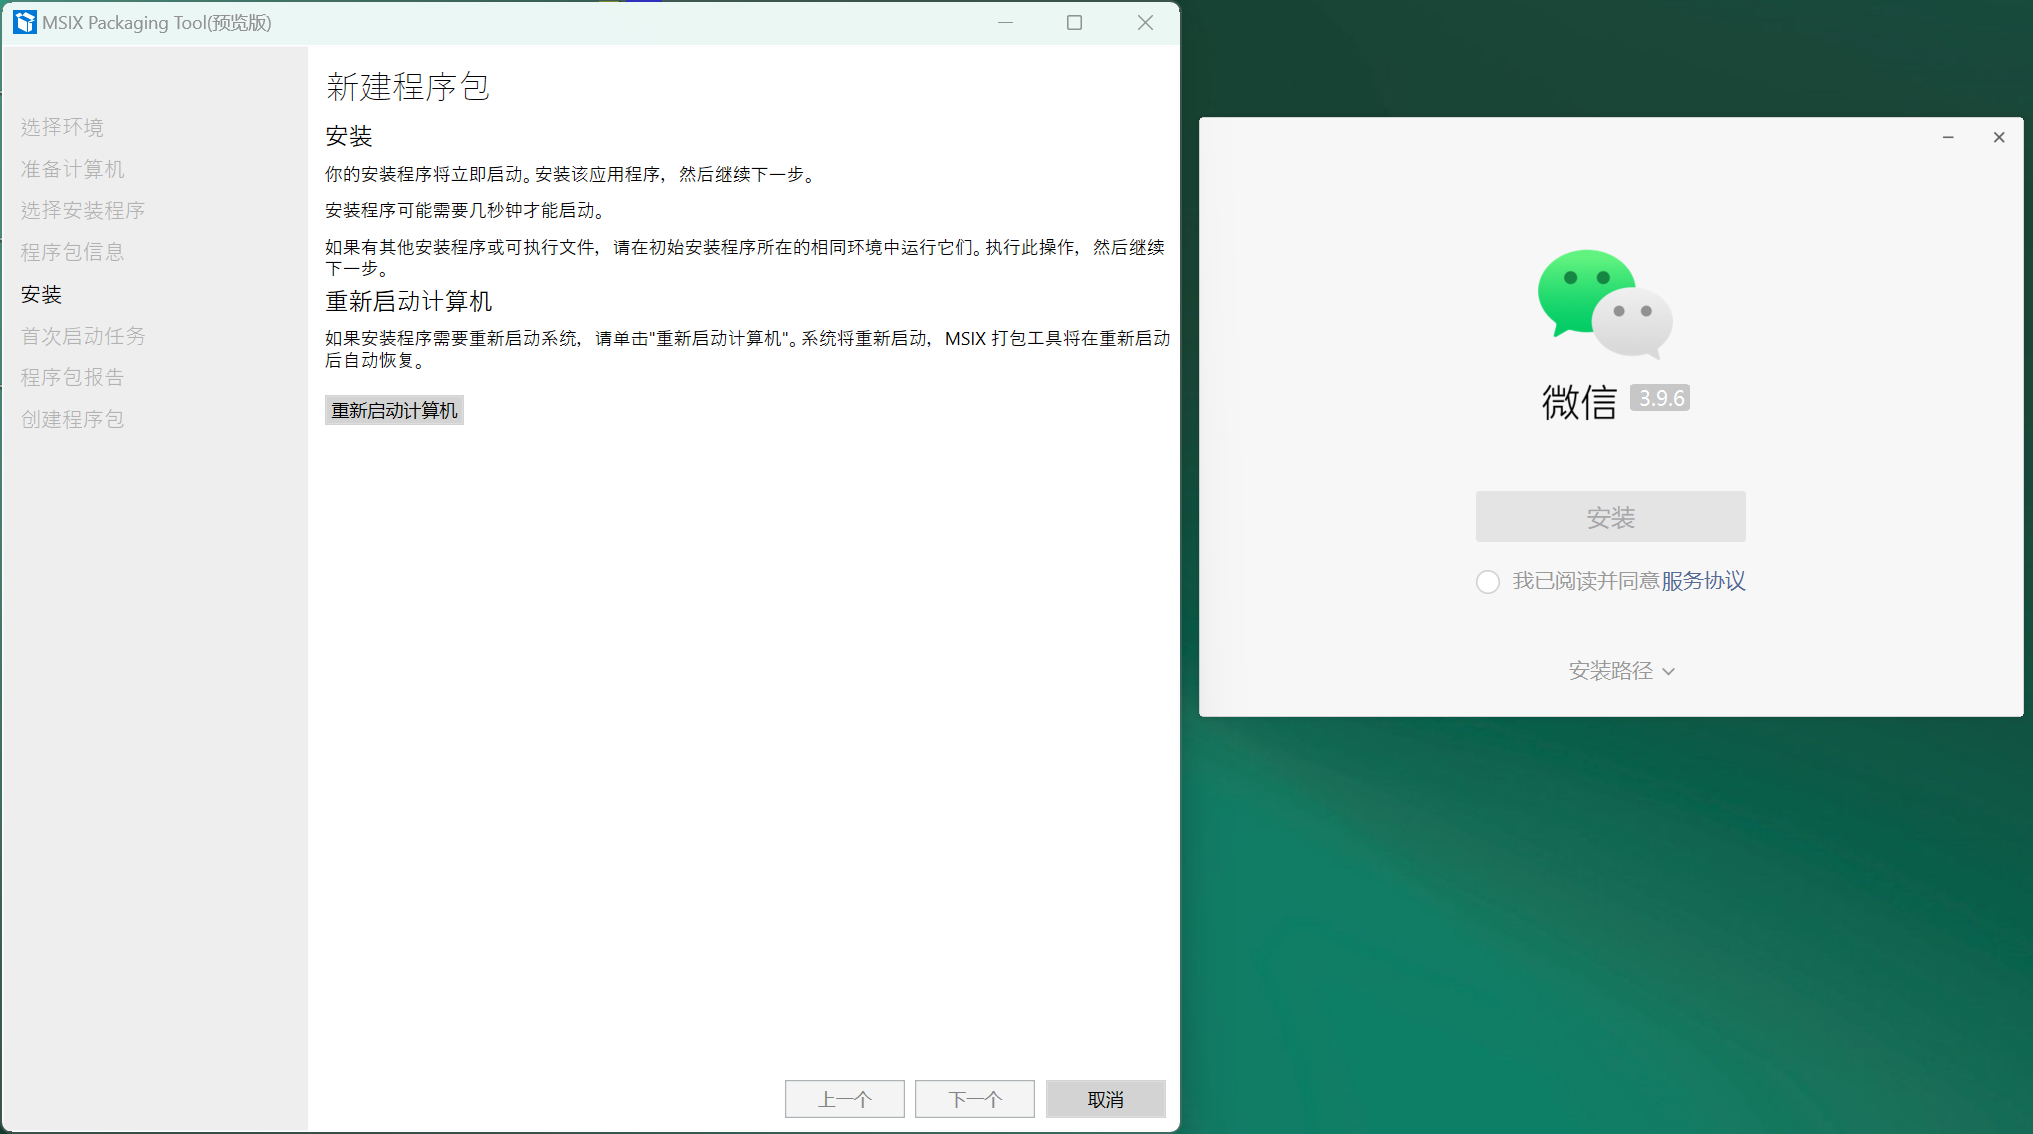 MSIX Packaging Tool(预览版)
选择环境
准备计算机
选择安装程序
程序包信息
安装
首次启动任务
程序包报告
创建程序包
新建程序包
安装
你的安装程序将立即启动。安装该应用程序，然后继续下一步。
安装程序可能需要几秒钟才能启动。
如果有其他安装程序或可执行文件，请在初始安装程序所在的相同环境中运行它们。执行此操作，然后继续
下一步。
重新启动计算机
如果安装程序需要重新启动系统，请单击"重新启动计算机"。系统将重新启动，MSIX 打包工具将在重新启动
后自动恢复。
重新启动计算机
上一个
下一个
取消
微信 3.9.6
安装
我已阅读并同意服务协议
安装路径